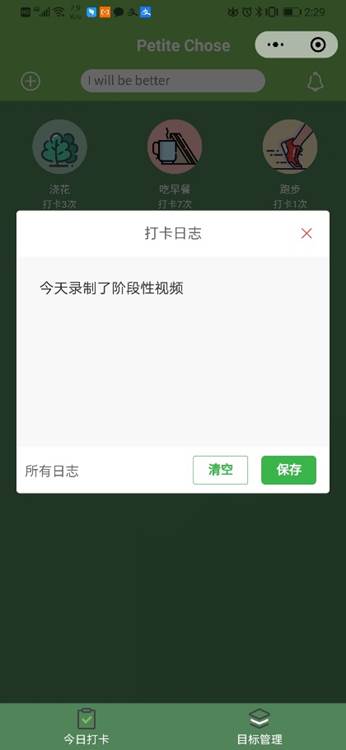 2:29
Petite Chose
I will be better
浇花
吃早餐
跑步
打卡3次
打卡7次
打卡1次
打卡日志
今天录制了阶段性视频
所有日志
清空
保存
今日打卡
目标管理